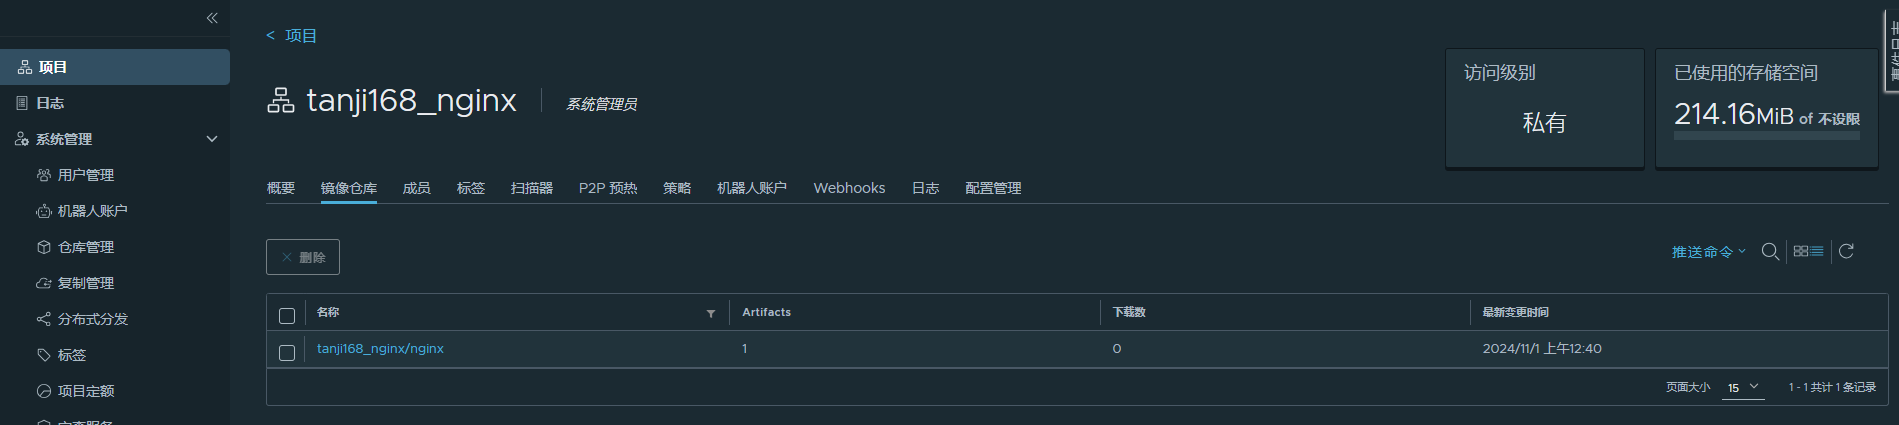 项目
日志
系统管理
用户管理
机器人账户
仓库管理
复制管理
分布式分发
标签
项目定额
< 项目
tanji168_nginx
系统管理员
访问级别
私有
已使用的存储空间
214.16MiB of 不设限
概要 镜像仓库 成员 标签 扫描器 P2P 预热 策略 机器人账户 Webhooks 日志 配置管理
× 删除
推送命令
名称 Artifacts 下载数 最新变更时间
tanji168_nginx/nginx 1 0 2024/11/1 上午12:40
页面大小 15 1 - 1 共计 1 条记录